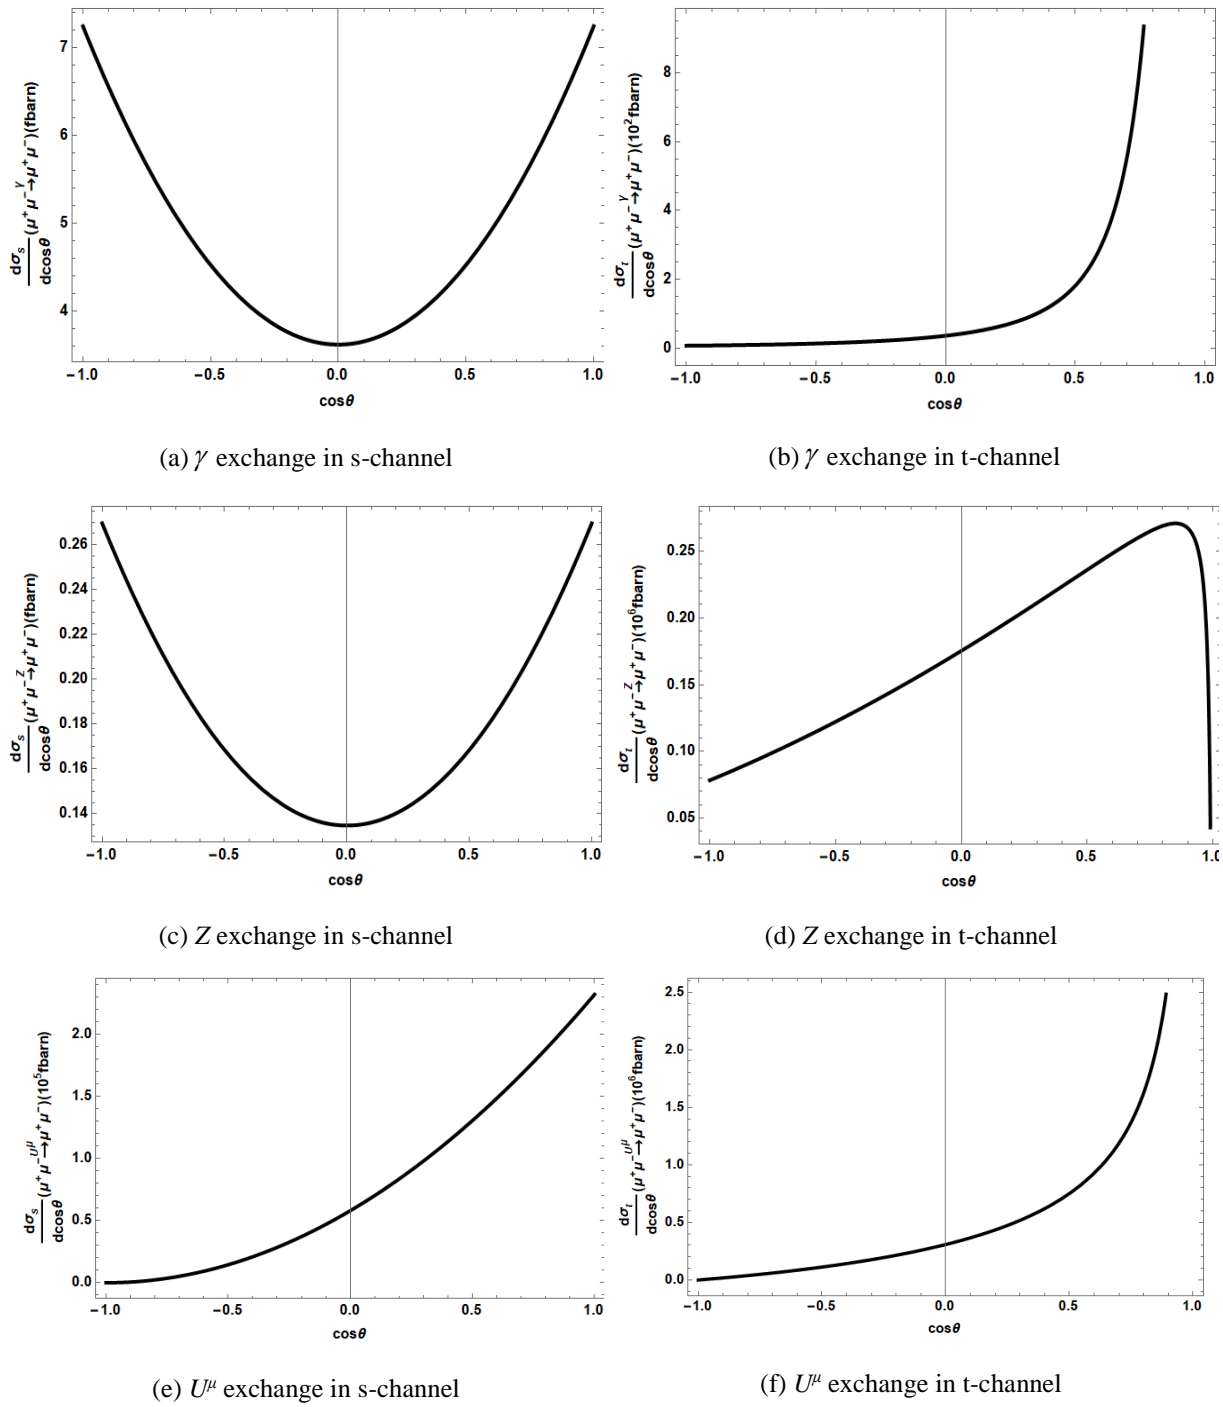 7
6
5
4
−1.0 −0.5 0.0 0.5 1.0
cosθ
dσs/dcosθ (μ⁺μ⁻ →γ μ⁺μ⁻)(fbarn)
(a) γ exchange in s-channel
8
6
4
2
0
−1.0 −0.5 0.0 0.5 1.0
cosθ
dσt/dcosθ (μ⁺μ⁻ →γ μ⁺μ⁻)(10²fbarn)
(b) γ exchange in t-channel
0.26
0.24
0.22
0.20
0.18
0.16
0.14
−1.0 −0.5 0.0 0.5 1.0
cosθ
dσs/dcosθ (μ⁺μ⁻ →Z μ⁺μ⁻)(fbarn)
(c) Z exchange in s-channel
0.25
0.20
0.15
0.10
0.05
−1.0 −0.5 0.0 0.5 1.0
cosθ
dσt/dcosθ (μ⁺μ⁻ →Z μ⁺μ⁻)(10⁶fbarn)
(d) Z exchange in t-channel
2.0
1.5
1.0
0.5
0.0
−1.0 −0.5 0.0 0.5 1.0
cosθ
dσs/dcosθ (μ⁺μ⁻ →Uᵘ μ⁺μ⁻)(10⁵fbarn)
(e) U^μ exchange in s-channel
2.5
2.0
1.5
1.0
0.5
0.0
−1.0 −0.5 0.0 0.5 1.0
cosθ
dσt/dcosθ (μ⁺μ⁻ →U^μ μ⁺μ⁻)(10⁶fbarn)
(f) U^μ exchange in t-channel